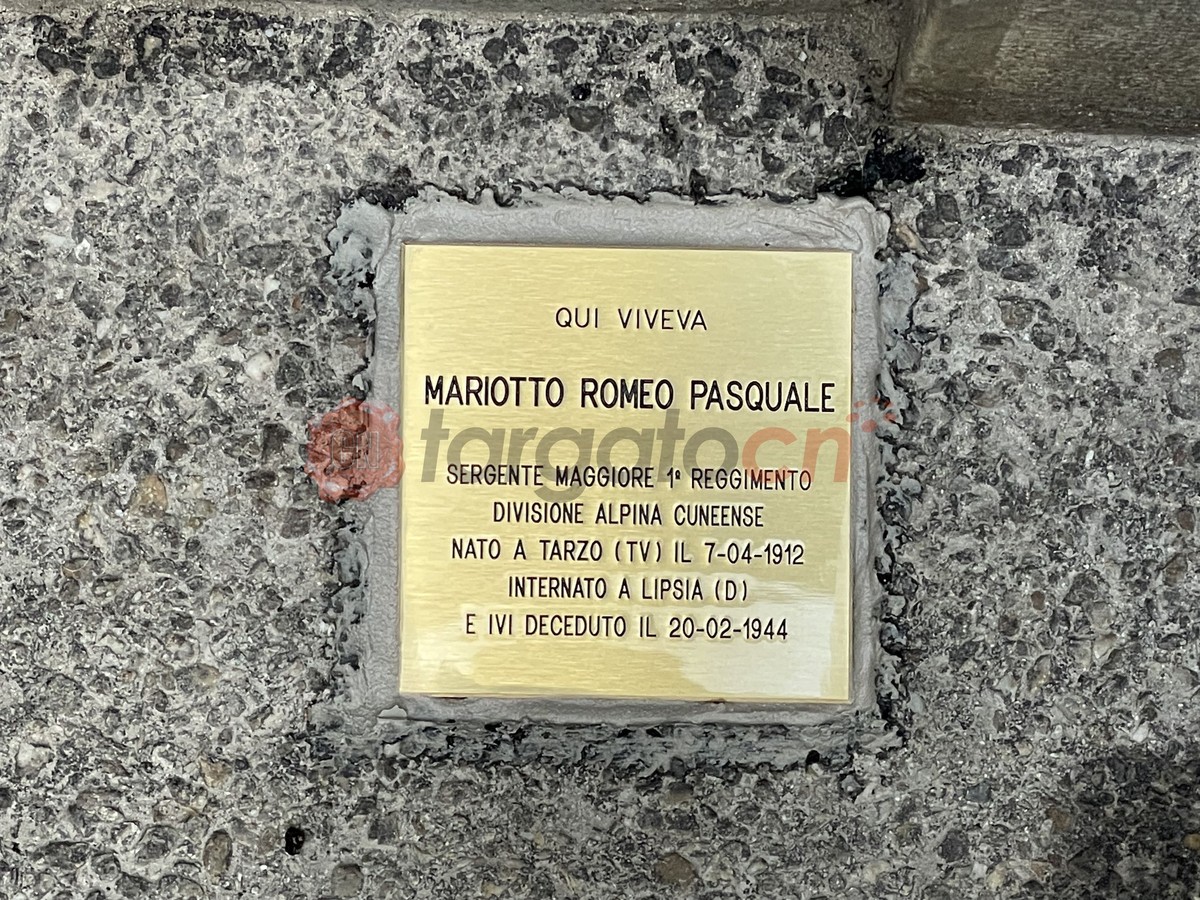 QUI VIVEVA
MARIOTTO ROMEO PASQUALE
targatocn
SERGENTE MAGGIORE 1º REGGIMENTO
DIVISIONE ALPINA CUNEENSE
NATO A TARZO (TV) IL 7-04-1912
INTERNATO A LIPSIA (D)
E IVI DECEDUTO IL 20-02-1944